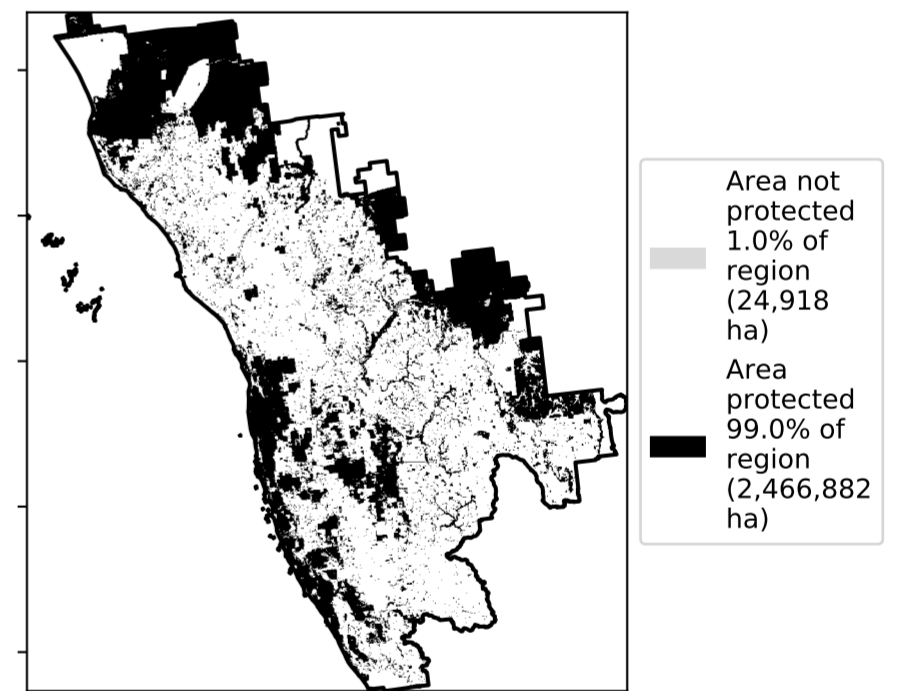 Area not
protected
1.0% of
region
(24,918
ha)
Area
protected
99.0% of
region
(2,466,882
ha)